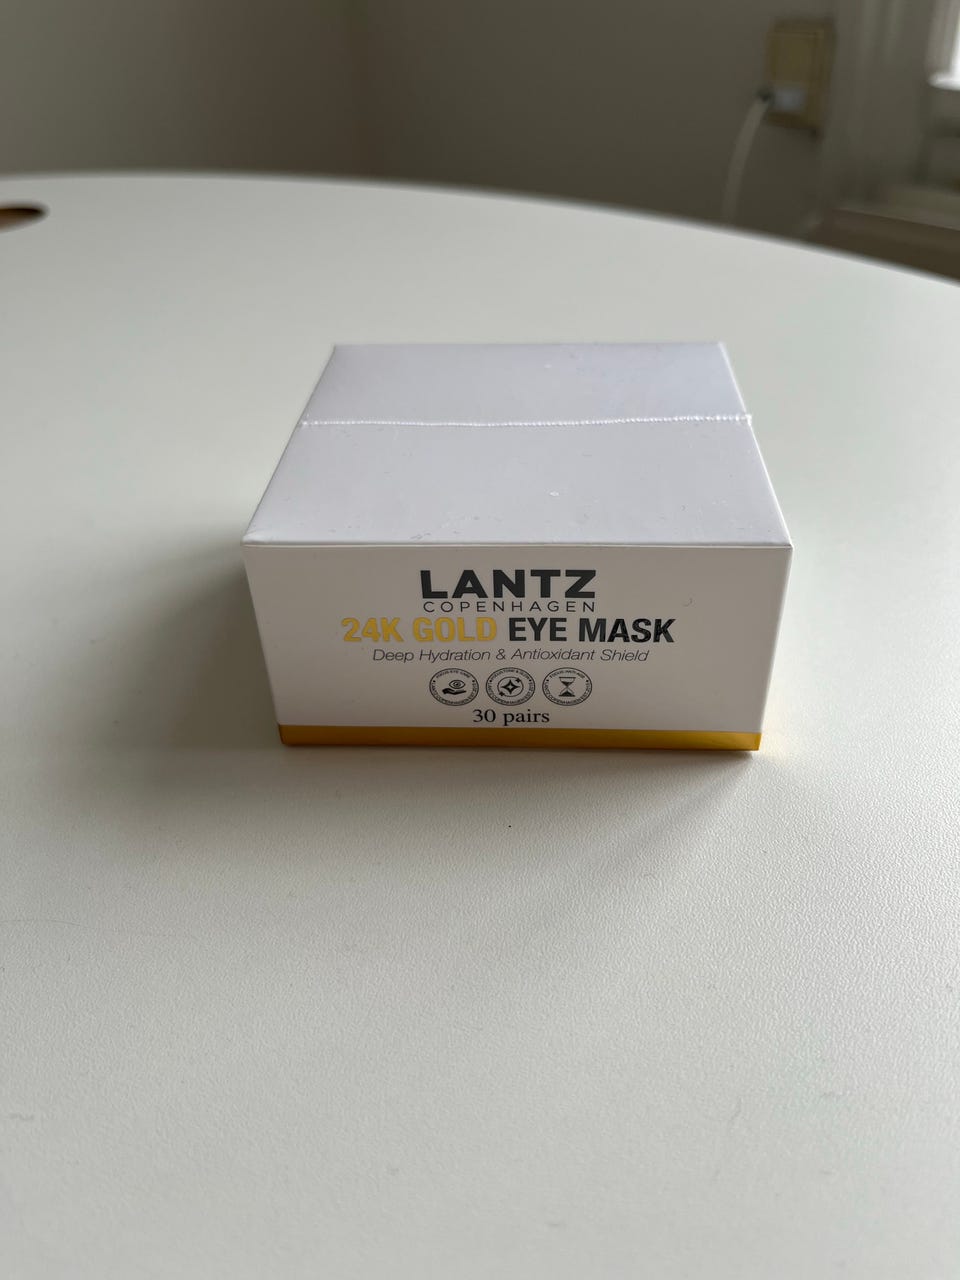 LANTZ
COPENHAGEN
24K GOLD EYE MASK
Deep Hydration & Antioxidant Shield
30 pairs